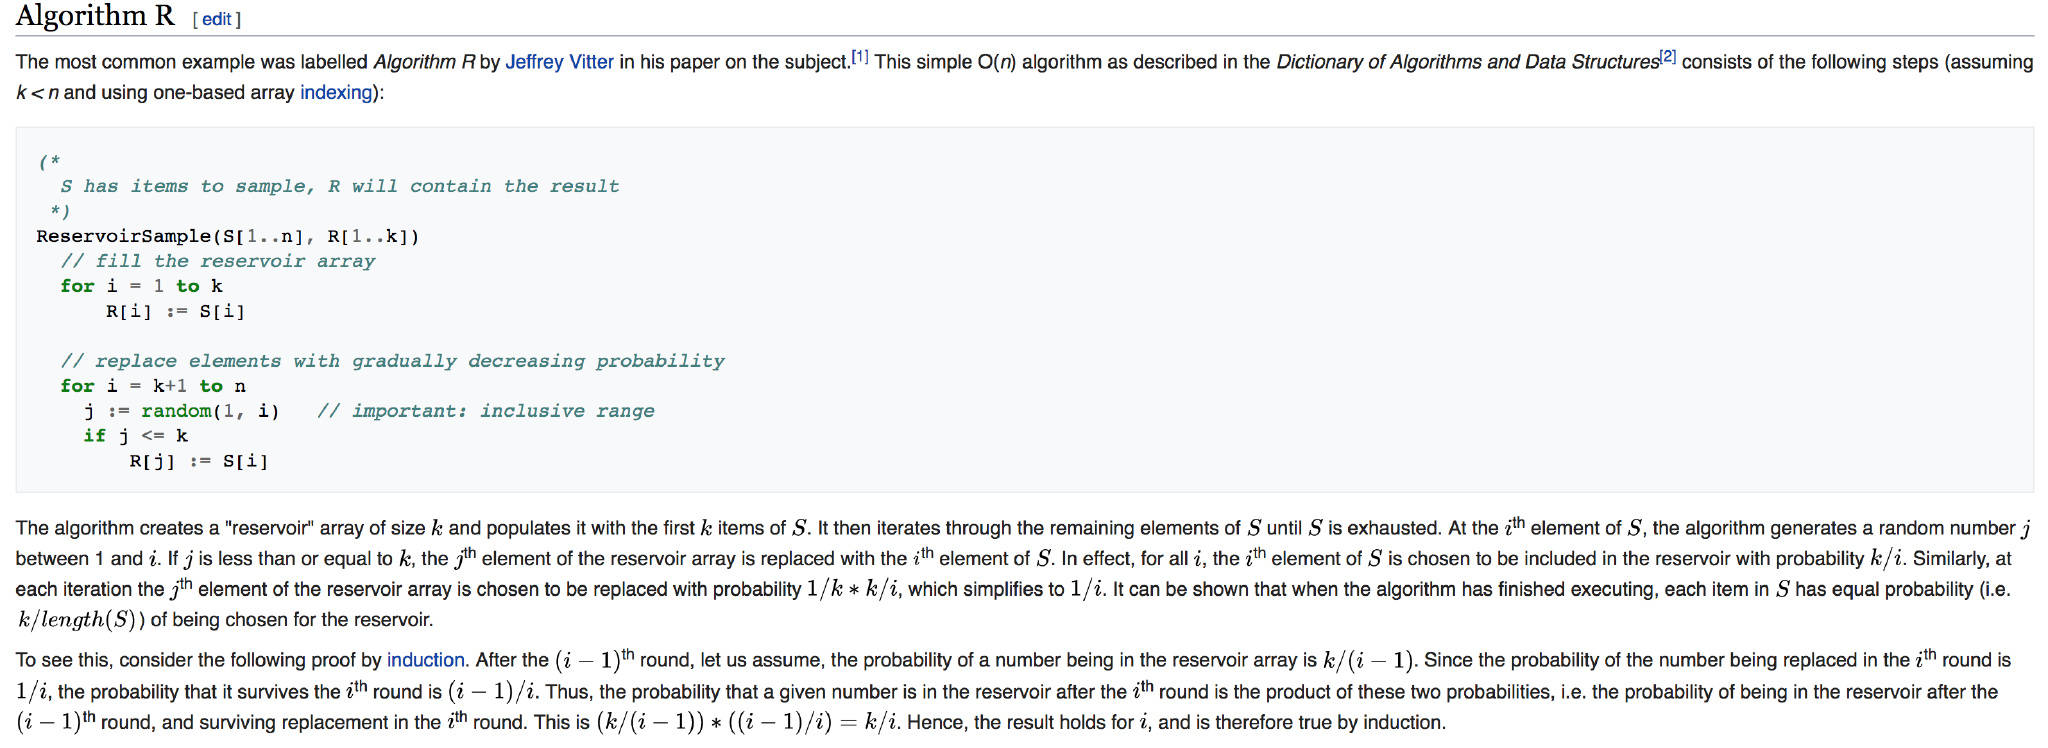 Algorithm R [ edit ]
The most common example was labelled Algorithm R by Jeffrey Vitter in his paper on the subject.[1] This simple O(n) algorithm as described in the Dictionary of Algorithms and Data Structures[2] consists of the following steps (assuming
k < n and using one-based array indexing):
(*
S has items to sample, R will contain the result
*)
ReservoirSample(S[1..n], R[1..k])
// fill the reservoir array
for i = 1 to k
R[i] := S[i]
// replace elements with gradually decreasing probability
for i = k+1 to n
j := random(1, i) // important: inclusive range
if j <= k
R[j] := S[i]
The algorithm creates a "reservoir" array of size k and populates it with the first k items of S. It then iterates through the remaining elements of S until S is exhausted. At the i^th element of S, the algorithm generates a random number j
between 1 and i. If j is less than or equal to k, the j^th element of the reservoir array is replaced with the i^th element of S. In effect, for all i, the i^th element of S is chosen to be included in the reservoir with probability k/i. Similarly, at
each iteration the j^th element of the reservoir array is chosen to be replaced with probability 1/k * k/i, which simplifies to 1/i. It can be shown that when the algorithm has finished executing, each item in S has equal probability (i.e.
k/length(S)) of being chosen for the reservoir.
To see this, consider the following proof by induction. After the (i − 1)^th round, let us assume, the probability of a number being in the reservoir array is k/(i − 1). Since the probability of the number being replaced in the i^th round is
1/i, the probability that it survives the i^th round is (i − 1)/i. Thus, the probability that a given number is in the reservoir after the i^th round is the product of these two probabilities, i.e. the probability of being in the reservoir after the
(i − 1)^th round, and surviving replacement in the i^th round. This is (k/(i − 1)) * ((i − 1)/i) = k/i. Hence, the result holds for i, and is therefore true by induction.